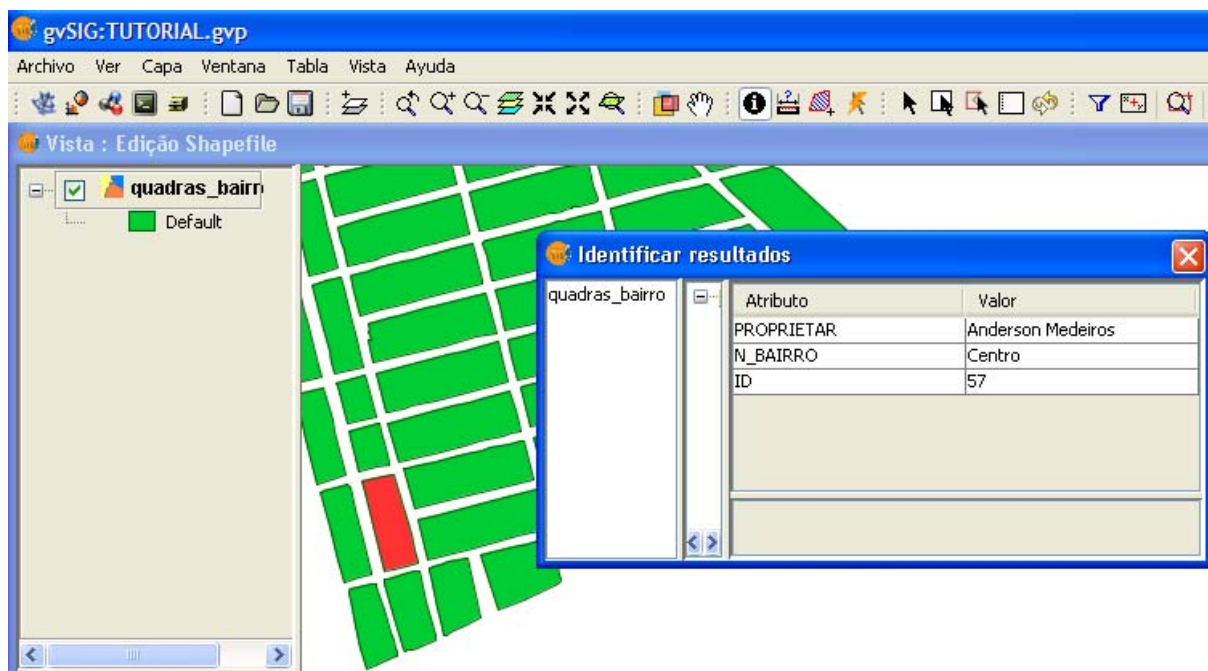 gvSIG:TUTORIAL.gvp
Archivo Ver Capa Ventana Tabla Vista Ayuda
Vista : Edição Shapefile
quadras_bairr
Default
Identificar resultados
quadras_bairro
Atributo Valor
PROPRIETAR Anderson Medeiros
N_BAIRRO Centro
ID 57